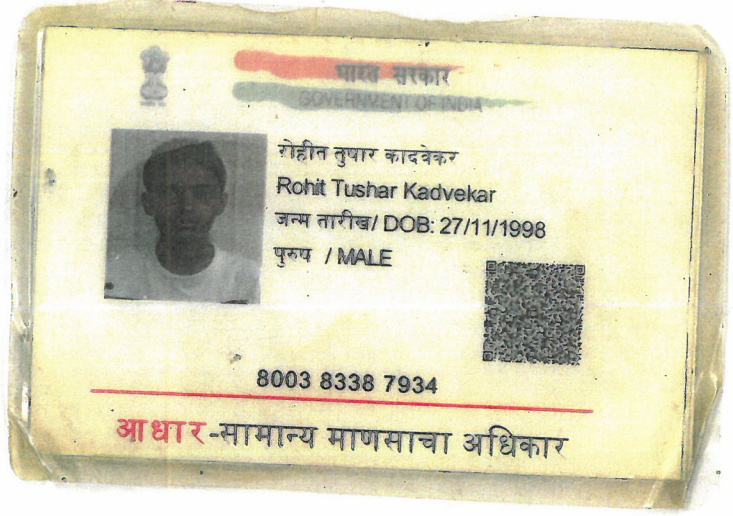 भारत सरकार
GOVERNMENT OF INDIA
रोहीत तुषार कादवेकर
Rohit Tushar Kadvekar
जन्म तारीख/ DOB: 27/11/1998
पुरुष / MALE
8003 8338 7934
आधार-सामान्य माणसाचा अधिकार